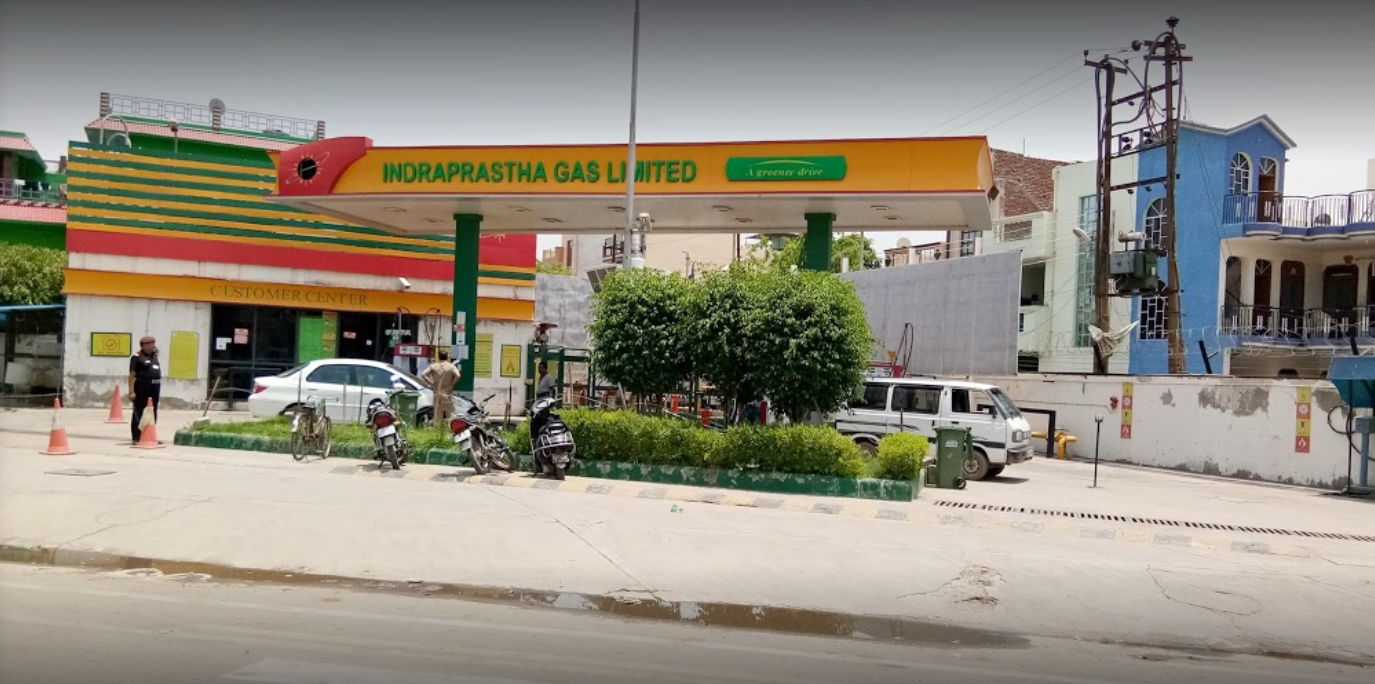 INDRAPRASTHA GAS LIMITED
A greener drive
CUSTOMER CENTER